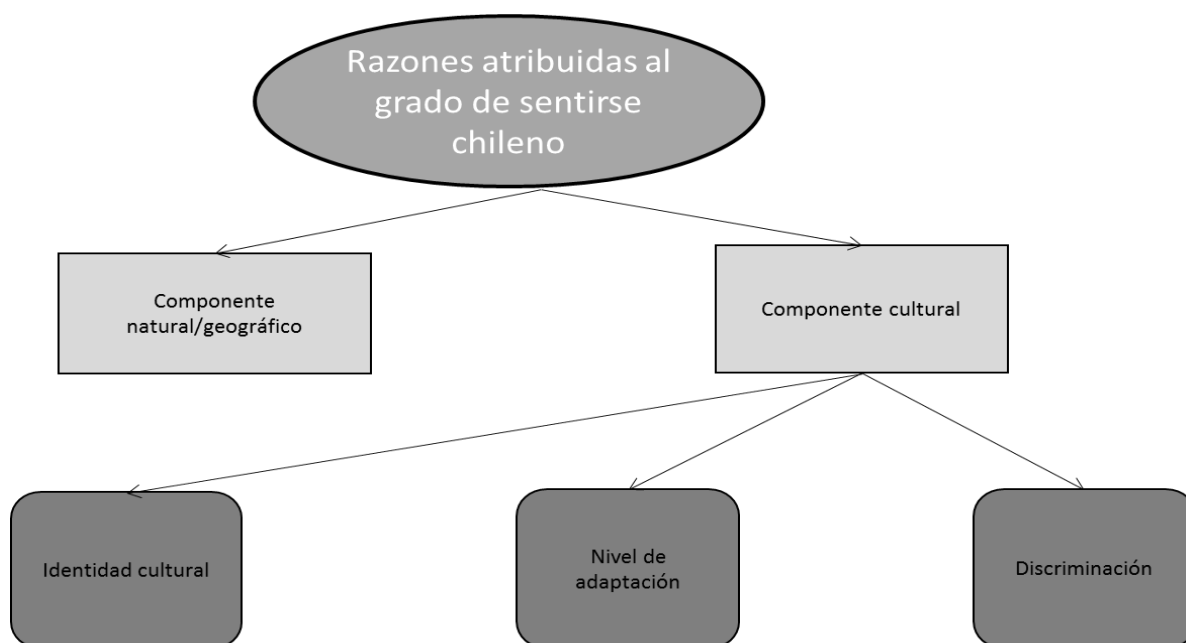 Razones atribuidas al
grado de sentirse
chileno
Componente
natural/geográfico
Componente cultural
Identidad cultural
Nivel de
adaptación
Discriminación